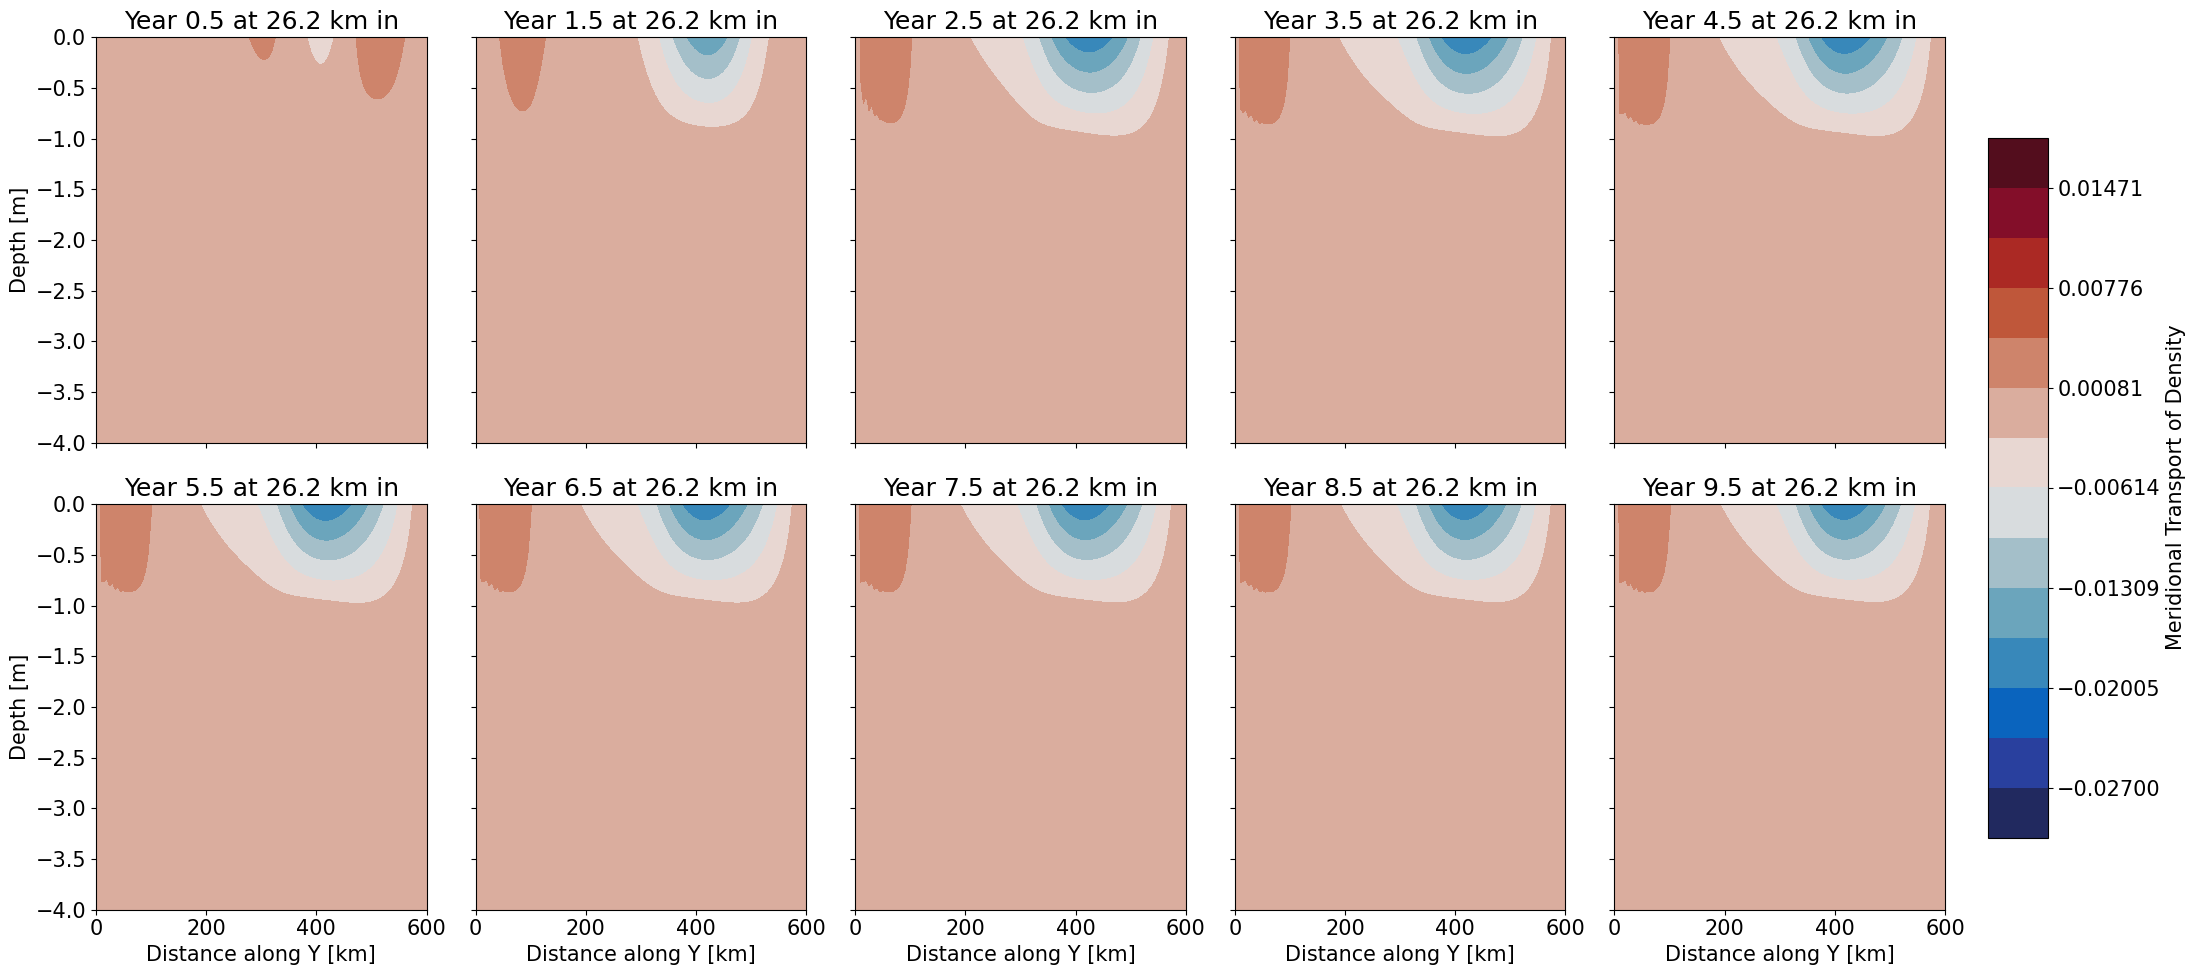 Year 0.5 at 26.2 km in
Year 1.5 at 26.2 km in
Year 2.5 at 26.2 km in
Year 3.5 at 26.2 km in
Year 4.5 at 26.2 km in
0.0
−0.5
−1.0
−1.5
−2.0
−2.5
−3.0
−3.5
−4.0
Depth [m]
Year 5.5 at 26.2 km in
Year 6.5 at 26.2 km in
Year 7.5 at 26.2 km in
Year 8.5 at 26.2 km in
Year 9.5 at 26.2 km in
0.0
−0.5
−1.0
−1.5
−2.0
−2.5
−3.0
−3.5
−4.0
Depth [m]
0 200 400 600
0 200 400 600
0 200 400 600
0 200 400 600
0 200 400 600
Distance along Y [km]
Distance along Y [km]
Distance along Y [km]
Distance along Y [km]
Distance along Y [km]
0.01471
0.00776
0.00081
−0.00614
−0.01309
−0.02005
−0.02700
Meridional Transport of Density